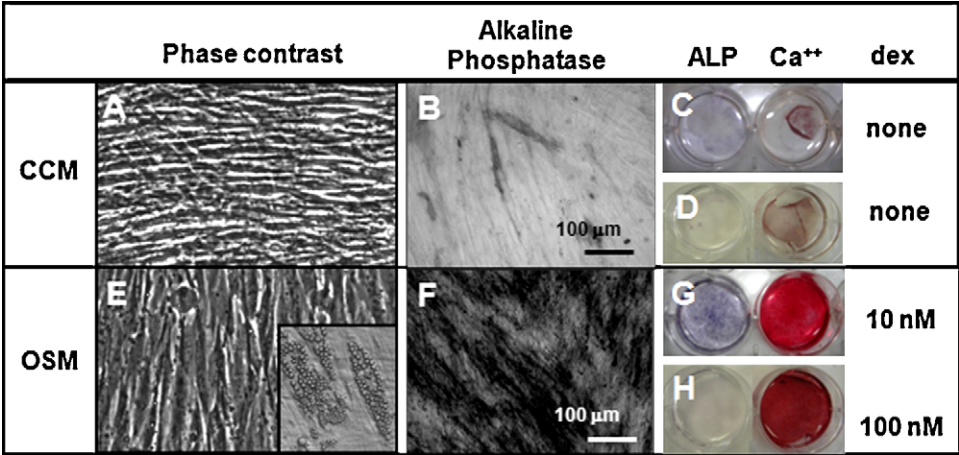 Phase contrast
Alkaline
Phosphatase
ALP
Ca++
dex
CCM
A
B
100 μm
C
none
D
none
OSM
E
F
100 μm
G
10 nM
H
100 nM